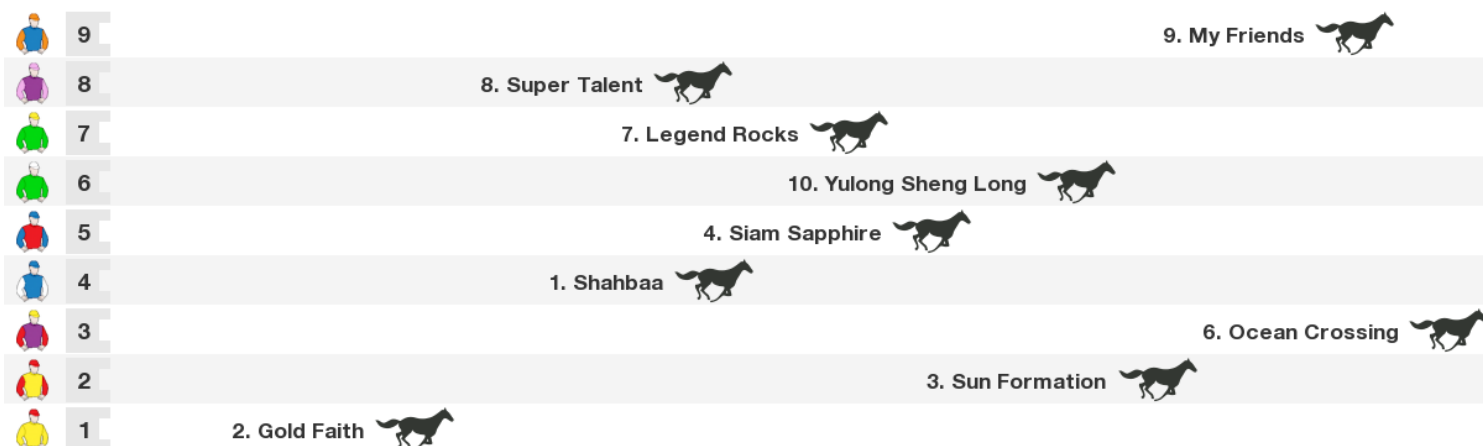 9 9. My Friends
8 8. Super Talent
7 7. Legend Rocks
6 10. Yulong Sheng Long
5 4. Siam Sapphire
4 1. Shahbaa
3 6. Ocean Crossing
2 3. Sun Formation
1 2. Gold Faith